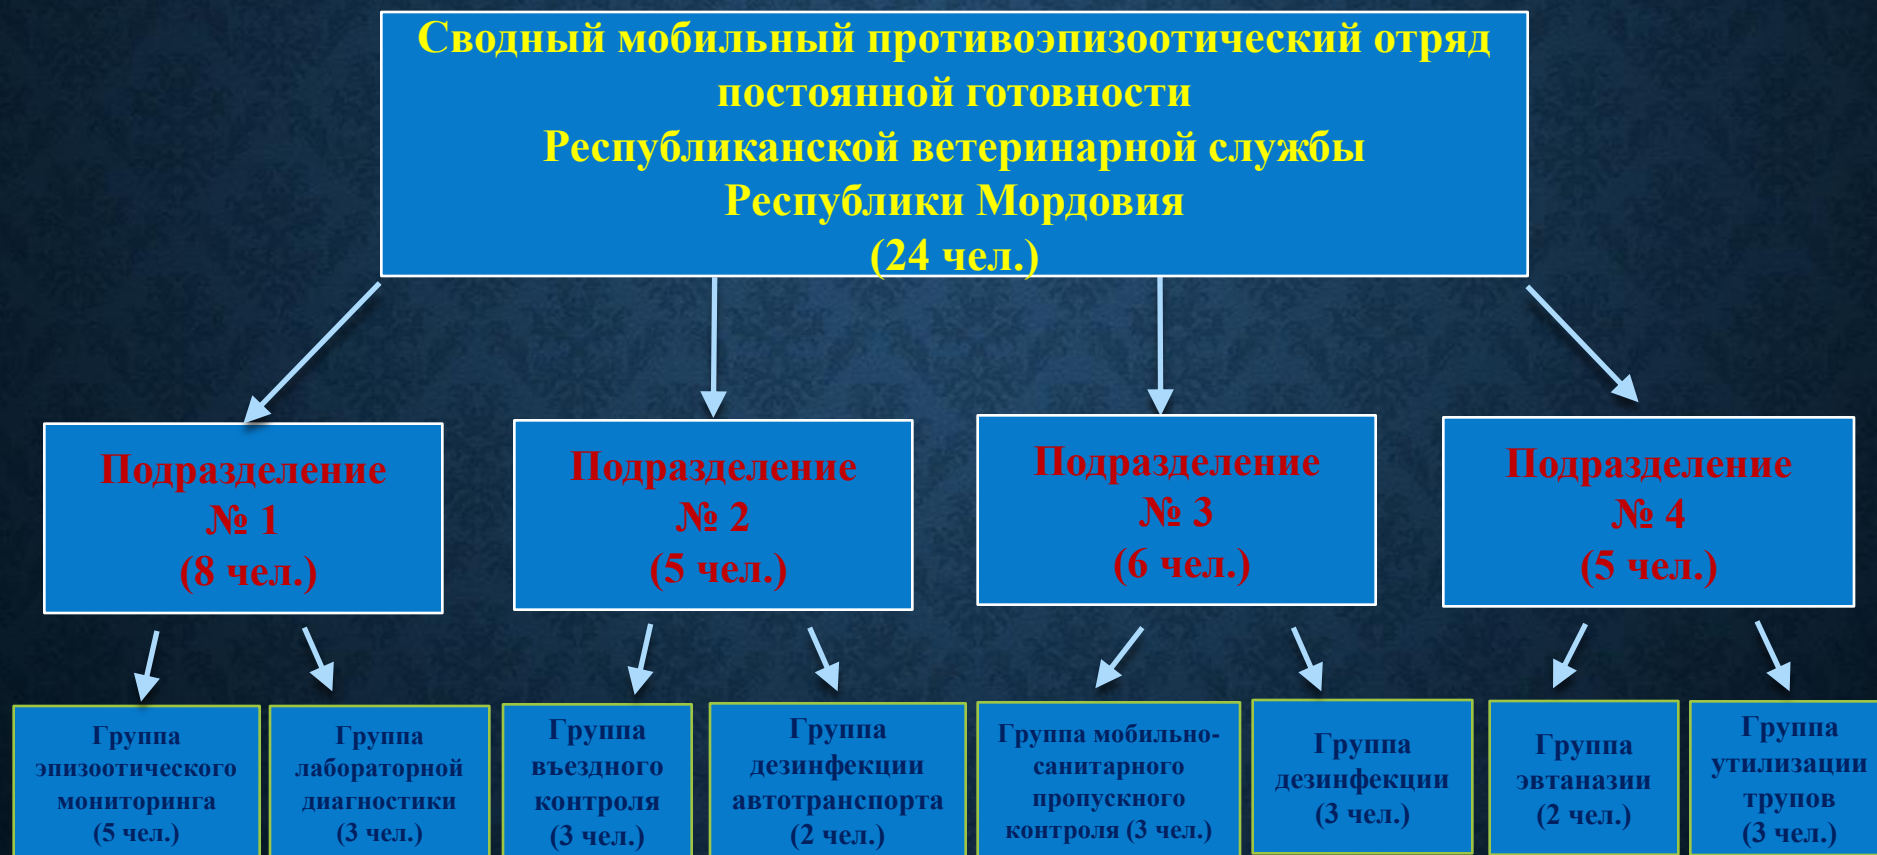 Сводный мобильный противоэпизоотический отряд
постоянной готовности
Республиканской ветеринарной службы
Республики Мордовия
(24 чел.)
Подразделение
№ 1
(8 чел.)
Подразделение
№ 2
(5 чел.)
Подразделение
№ 3
(6 чел.)
Подразделение
№ 4
(5 чел.)
Группа
эпизоотического
мониторинга
(5 чел.)
Группа
лабораторной
диагностики
(3 чел.)
Группа
въездного
контроля
(3 чел.)
Группа
дезинфекции
автотранспорта
(2 чел.)
Группа мобильно-
санитарного
пропускного
контроля (3 чел.)
Группа
дезинфекции
(3 чел.)
Группа
эвтаназии
(2 чел.)
Группа
утилизации
трупов
(3 чел.)